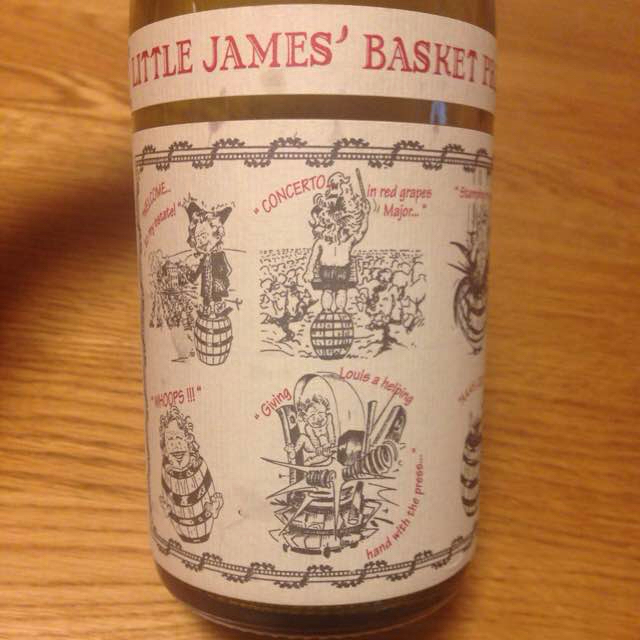 LITTLE JAMES' BASKET
"WELCOME...
to my estate!"
"CONCERTO
in red grapes
Major..."
"WHOOPS !!!"
"Giving
Louis a helping
hand with the press..."